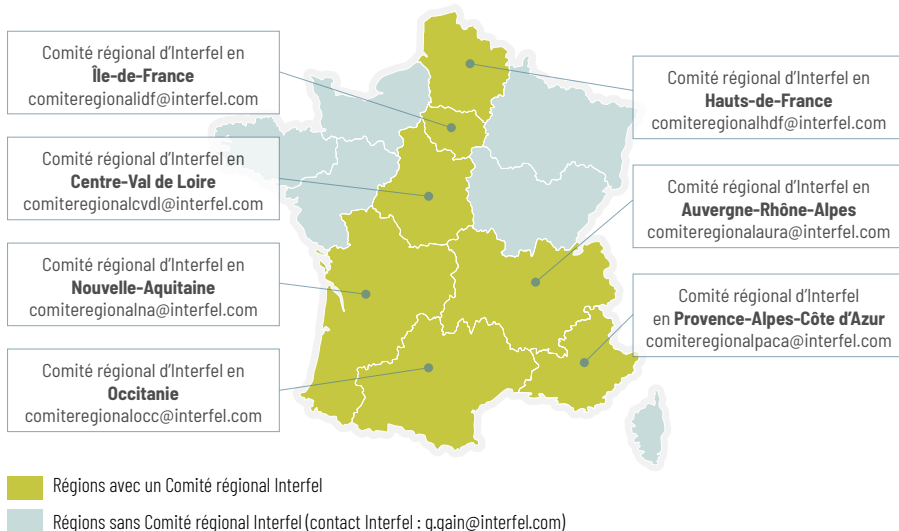 Comité régional d’Interfel en
Île-de-France
comiteregionalidf@interfel.com
Comité régional d’Interfel en
Centre-Val de Loire
comiteregionalcvdl@interfel.com
Comité régional d’Interfel en
Nouvelle-Aquitaine
comiteregionalna@interfel.com
Comité régional d’Interfel en
Occitanie
comiteregionalocc@interfel.com
Comité régional d’Interfel en
Hauts-de-France
comiteregionalhdf@interfel.com
Comité régional d’Interfel en
Auvergne-Rhône-Alpes
comiteregionalaura@interfel.com
Comité régional d’Interfel
en Provence-Alpes-Côte d’Azur
comiteregionalpaca@interfel.com
Régions avec un Comité régional Interfel
Régions sans Comité régional Interfel (contact Interfel : g.gain@interfel.com)